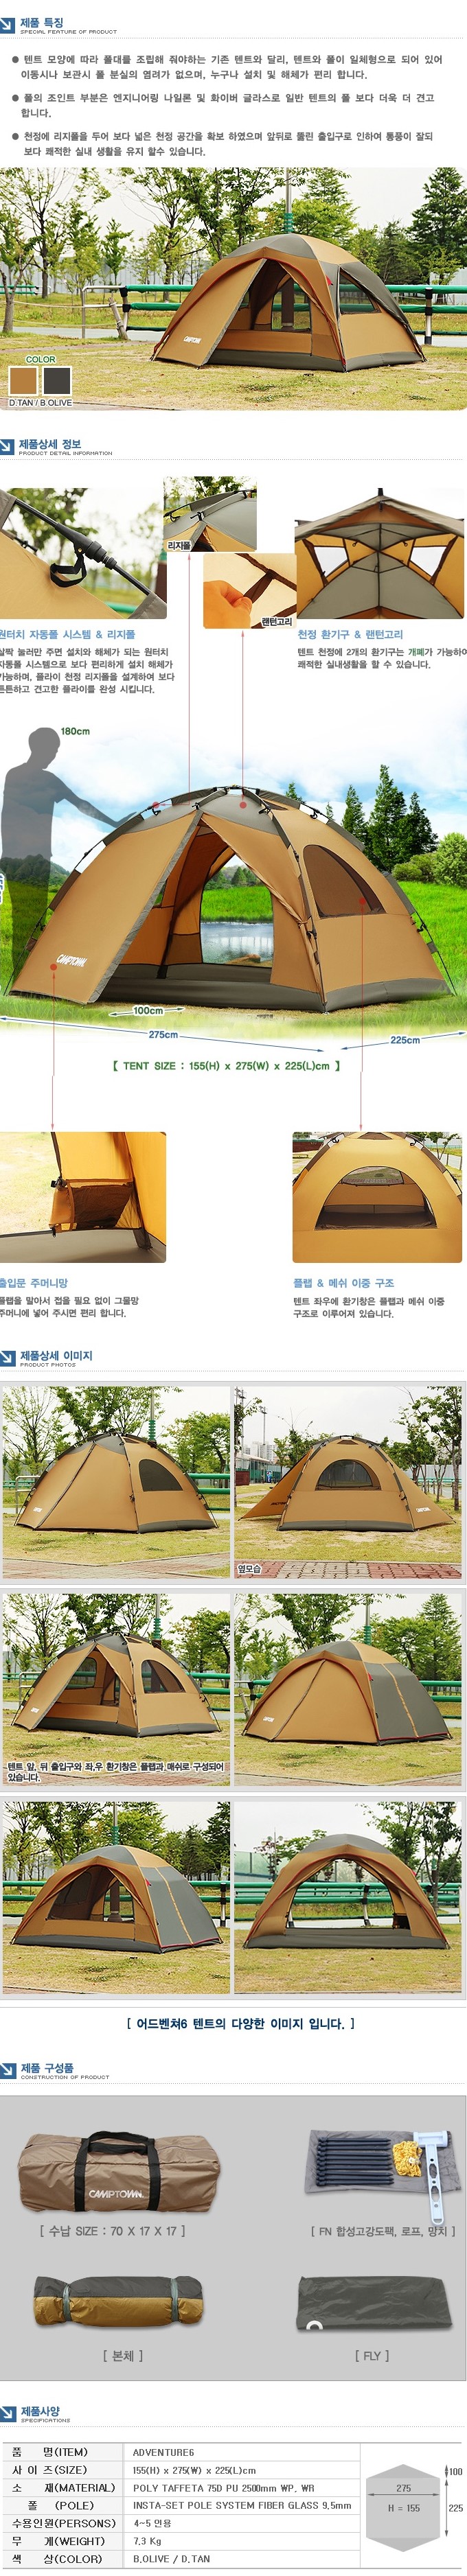 제품 특징
SPECIAL FEATURE OF PRODUCT
● 텐트 모양에 따라 폴대를 조립해 줘야하는 기존 텐트와 달리, 텐트와 폴이 일체형으로 되어 있어
이동시나 보관시 폴 분실의 염려가 없으며, 누구나 설치 및 해체가 편리 합니다.
● 폴의 조인트 부분은 엔지니어링 나일론 및 화이버 글라스로 일반 텐트의 폴 보다 더욱 더 견고
합니다.
● 천정에 리지폴을 두어 보다 넓은 천정 공간을 확보 하였으며 앞뒤로 뚫린 출입구로 인하여 통풍이 잘되
보다 쾌적한 실내 생활을 유지 할수 있습니다.
CAMPTOWN
COLOR
D.TAN / B.OLIVE
제품상세 정보
PRODUCT DETAIL INFORMATION
리지폴
랜턴고리
원터치 자동폴 시스템 & 리지폴
살짝 눌러만 주면 설치와 해체가 되는 원터치
자동폴 시스템으로 보다 편리하게 설치 해체가
가능하며, 플라이 천정 리지폴을 설계하여 보다
튼튼하고 견고한 플라이를 완성 시킵니다.
천정 환기구 & 랜턴고리
텐트 천정에 2개의 환기구는 개폐가 가능하여
쾌적한 실내생활을 할 수 있습니다.
180cm
CAMPTOWN
100cm
275cm
225cm
[ TENT SIZE : 155(H) x 275(W) x 225(L)cm ]
출입문 주머니망
플랩을 말아서 접을 필요 없이 그물망
주머니에 넣어 주시면 편리 합니다.
플랩 & 메쉬 이중 구조
텐트 좌우에 환기창은 플랩과 메쉬 이중
구조로 이루어져 있습니다.
제품상세 이미지
PRODUCT PHOTOS
옆모습
텐트 앞, 뒤 출입구와 좌,우 환기창은 플랩과 매쉬로 구성되어
있습니다.
[ 어드벤쳐6 텐트의 다양한 이미지 입니다. ]
제품 구성품
CONSTRUCTION OF PRODUCT
CAMPTOWN
[ 수납 SIZE : 70 X 17 X 17 ]
[ FN 합성고강도팩, 로프, 망치 ]
[ 본체 ]
[ FLY ]
제품사양
SPECIFICATIONS
품 명(ITEM) ADVENTURE6
사 이 즈(SIZE) 155(H) x 275(W) x 225(L)cm
소 재(MATERIAL) POLY TAFFETA 75D PU 2500mm WP, WR
폴 (POLE) INSTA-SET POLE SYSTEM FIBER GLASS 9,5mm
수용인원(PERSONS) 4~5 인용
무 게(WEIGHT) 7,3 Kg
색 상(COLOR) B,OLIVE / D,TAN
100
275
H = 155
225